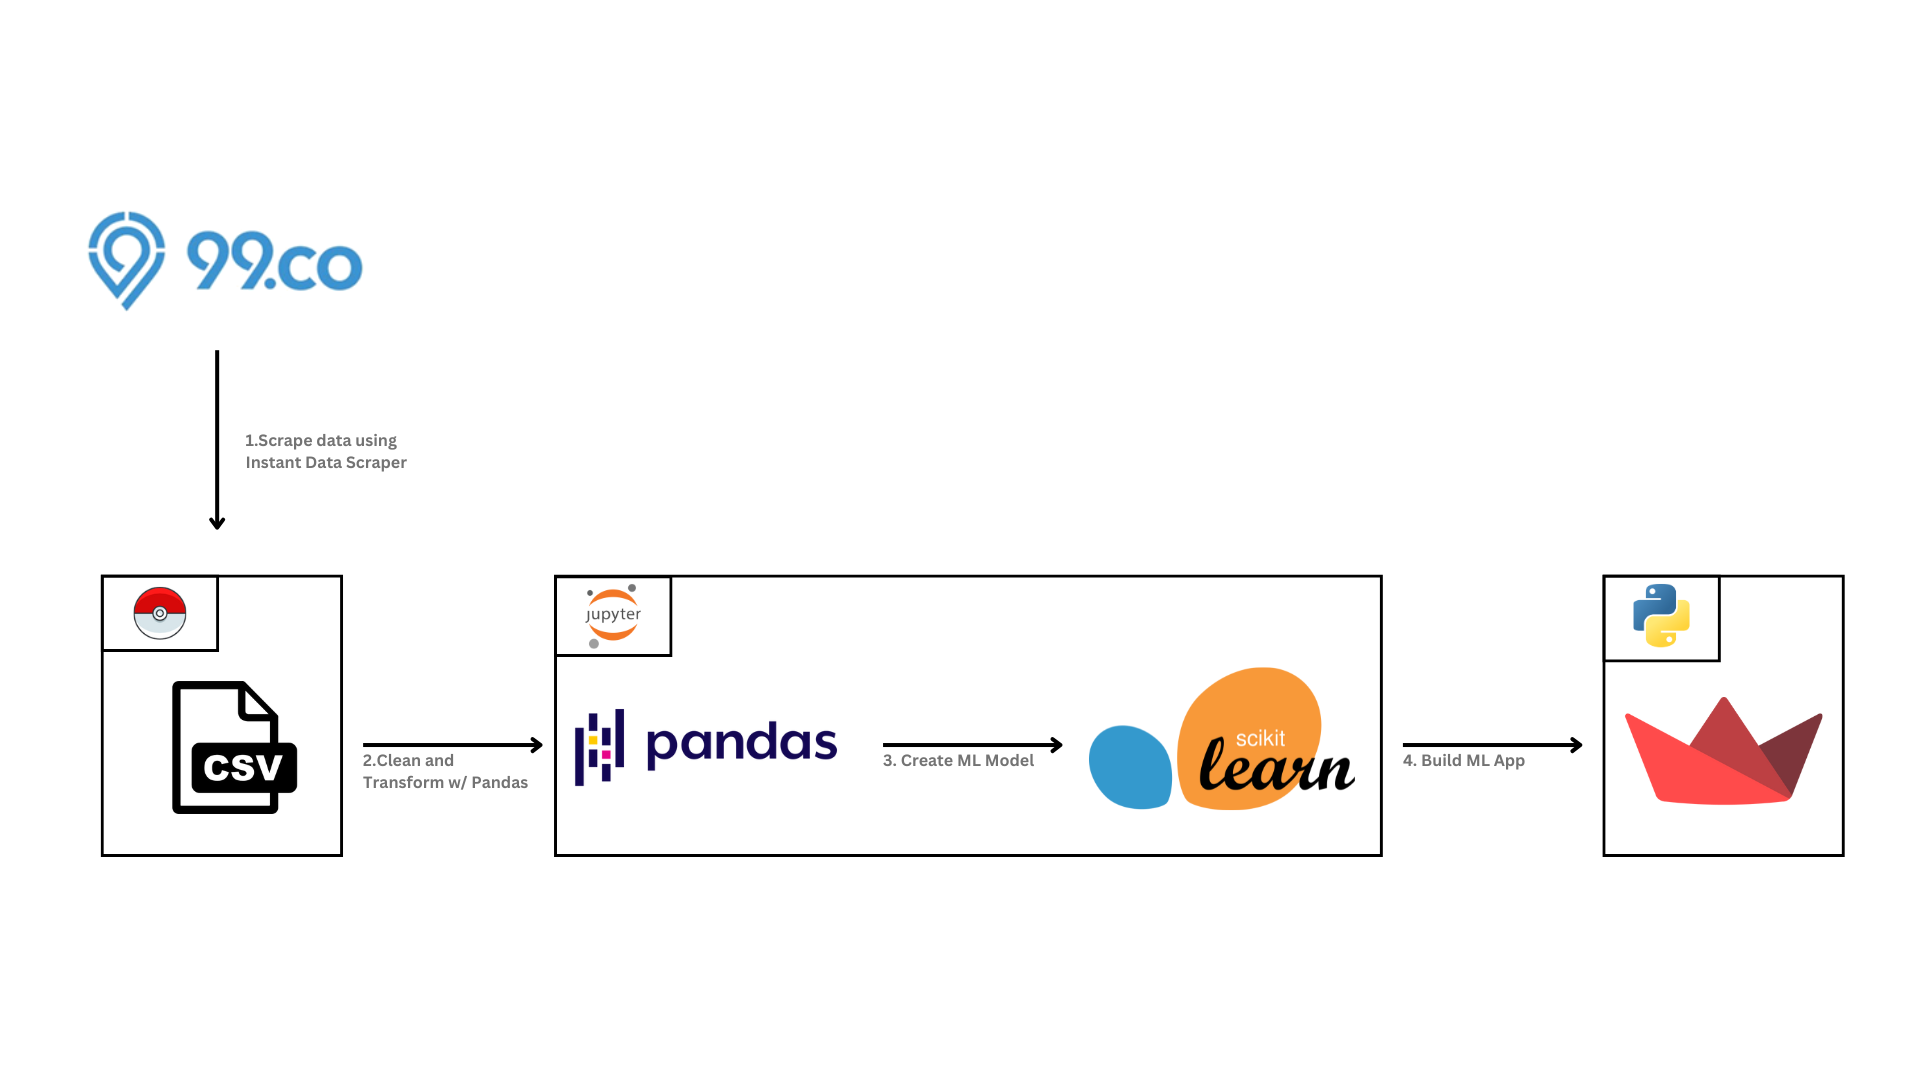 99.co
1.Scrape data using
Instant Data Scraper
jupyter
CSV
2.Clean and
Transform w/ Pandas
pandas
3. Create ML Model
scikit
learn
4. Build ML App